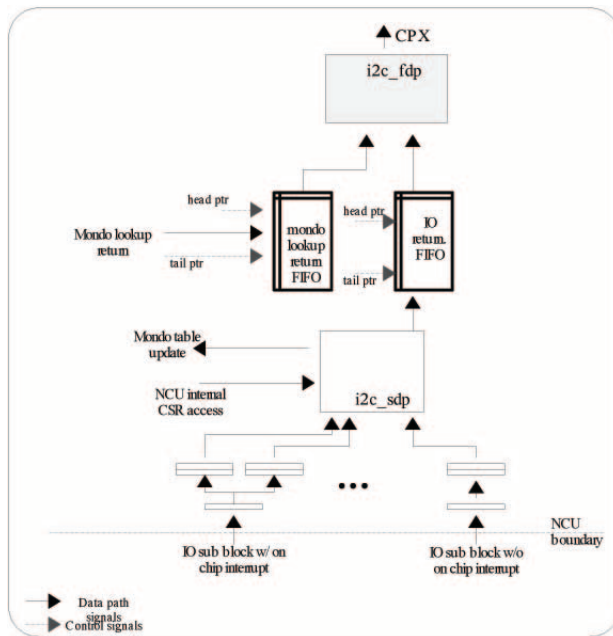 CPX
i2c_fdp
head ptr
Mondo lookup
return
tail ptr
mondo
lookup
return
FIFO
head ptr
tail ptr
IO
return.
FIFO
Mondo table
update
NCU internal
CSR access
i2c_sdp
NCU
boundary
IO sub block w/ on
chip interrupt
IO sub block w/o
on chip interrupt
Data path
signals
Control signals